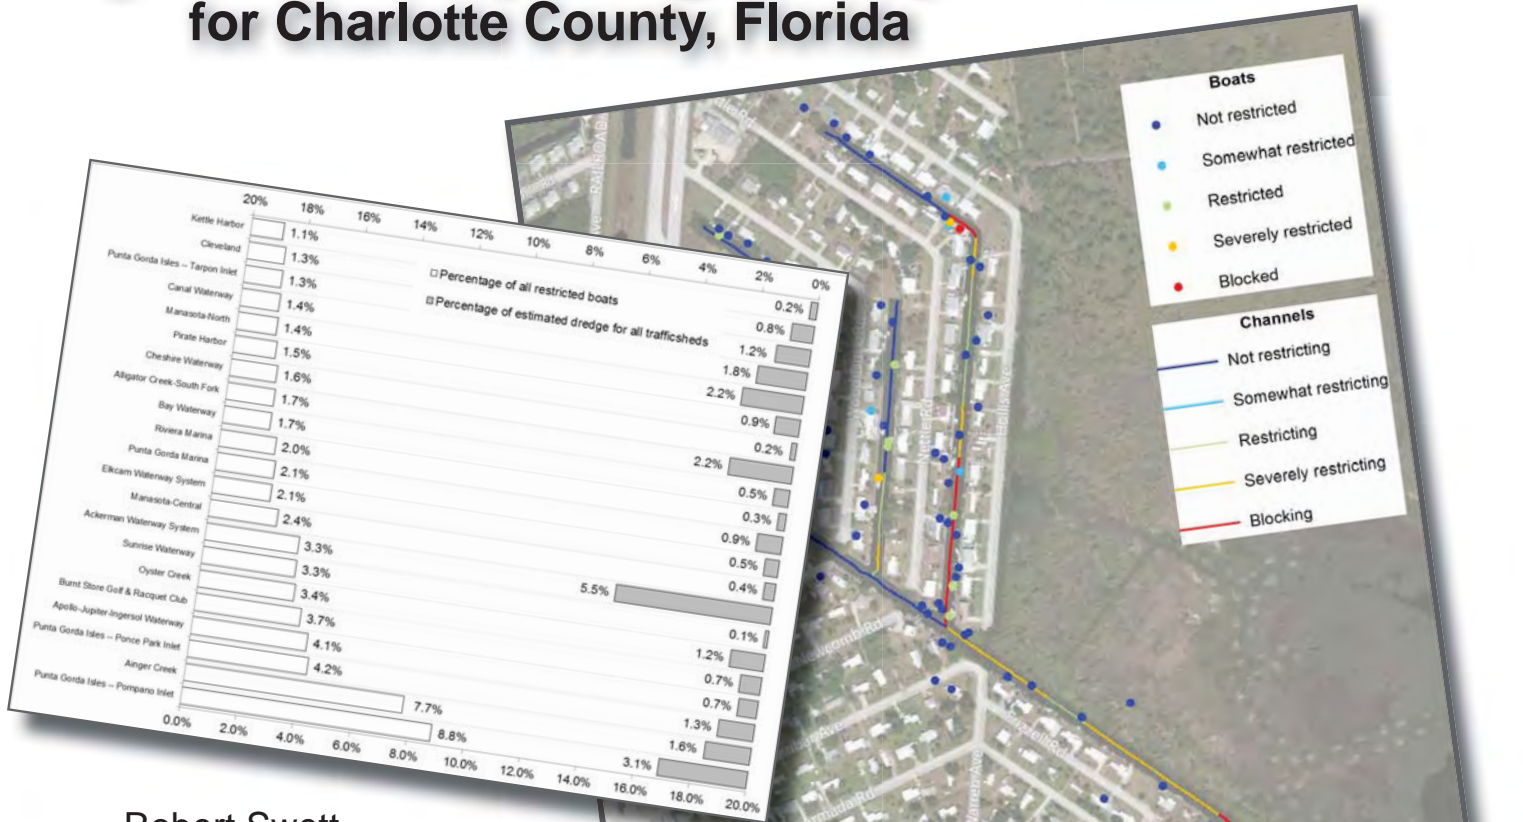 for Charlotte County, Florida
20% 18% 16% 14% 12% 10% 8% 6% 4% 2% 0%
Percentage of all restricted boats
Percentage of estimated dredge for all trafficsheds
Kettle Harbor
Cleveland
Punta Gorda Isles – Tarpon Inlet
Canal Waterway
Manasota-North
Pirate Harbor
Cheshire Waterway
Alligator Creek-South Fork
Bay Waterway
Riviera Marina
Punta Gorda Marina
Elkcam Waterway System
Manasota-Central
Ackerman Waterway System
Sunrise Waterway
Oyster Creek
Burnt Store Golf & Racquet Club
Apollo-Jupiter-Ingersol Waterway
Punta Gorda Isles – Ponce Park Inlet
Ainger Creek
Punta Gorda Isles – Pompano Inlet
1.1%
1.3%
1.3%
1.4%
1.4%
1.5%
1.6%
1.7%
1.7%
2.0%
2.1%
2.1%
2.4%
3.3%
3.3%
3.4%
3.7%
4.1%
4.2%
7.7%
8.8%
0.2%
0.8%
1.2%
1.8%
2.2%
0.9%
0.2%
2.2%
0.5%
0.3%
0.9%
0.5%
0.4%
5.5%
0.1%
1.2%
0.7%
0.7%
1.3%
1.6%
3.1%
0.0% 2.0% 4.0% 6.0% 8.0% 10.0% 12.0% 14.0% 16.0% 18.0% 20.0%
Boats
Not restricted
Somewhat restricted
Restricted
Severely restricted
Blocked
Channels
Not restricting
Somewhat restricting
Restricting
Severely restricting
Blocking
RAILROAD
Robert Swett